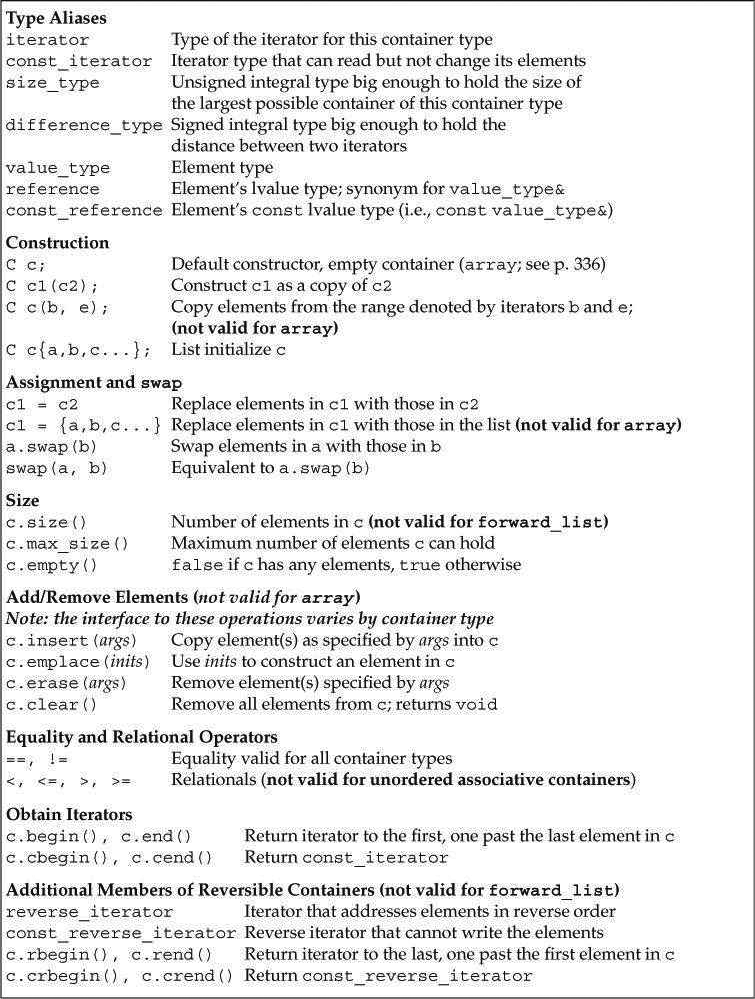 Type Aliases
iterator Type of the iterator for this container type
const_iterator Iterator type that can read but not change its elements
size_type Unsigned integral type big enough to hold the size of
the largest possible container of this container type
difference_type Signed integral type big enough to hold the
distance between two iterators
value_type Element type
reference Element's lvalue type; synonym for value_type&
const_reference Element's const lvalue type (i.e., const value_type&)
Construction
C c; Default constructor, empty container (array; see p. 336)
C c1(c2); Construct c1 as a copy of c2
C c(b, e); Copy elements from the range denoted by iterators b and e;
(not valid for array)
C c{a,b,c...}; List initialize c
Assignment and swap
c1 = c2 Replace elements in c1 with those in c2
c1 = {a,b,c...} Replace elements in c1 with those in the list (not valid for array)
a.swap(b) Swap elements in a with those in b
swap(a, b) Equivalent to a.swap(b)
Size
c.size() Number of elements in c (not valid for forward_list)
c.max_size() Maximum number of elements c can hold
c.empty() false if c has any elements, true otherwise
Add/Remove Elements (not valid for array)
Note: the interface to these operations varies by container type
c.insert(args) Copy element(s) as specified by args into c
c.emplace(inits) Use inits to construct an element in c
c.erase(args) Remove element(s) specified by args
c.clear() Remove all elements from c; returns void
Equality and Relational Operators
==, != Equality valid for all container types
<, <=, >, >= Relationals (not valid for unordered associative containers)
Obtain Iterators
c.begin(), c.end() Return iterator to the first, one past the last element in c
c.cbegin(), c.cend() Return const_iterator
Additional Members of Reversible Containers (not valid for forward_list)
reverse_iterator Iterator that addresses elements in reverse order
const_reverse_iterator Reverse iterator that cannot write the elements
c.rbegin(), c.rend() Return iterator to the last, one past the first element in c
c.crbegin(), c.crend() Return const_reverse_iterator